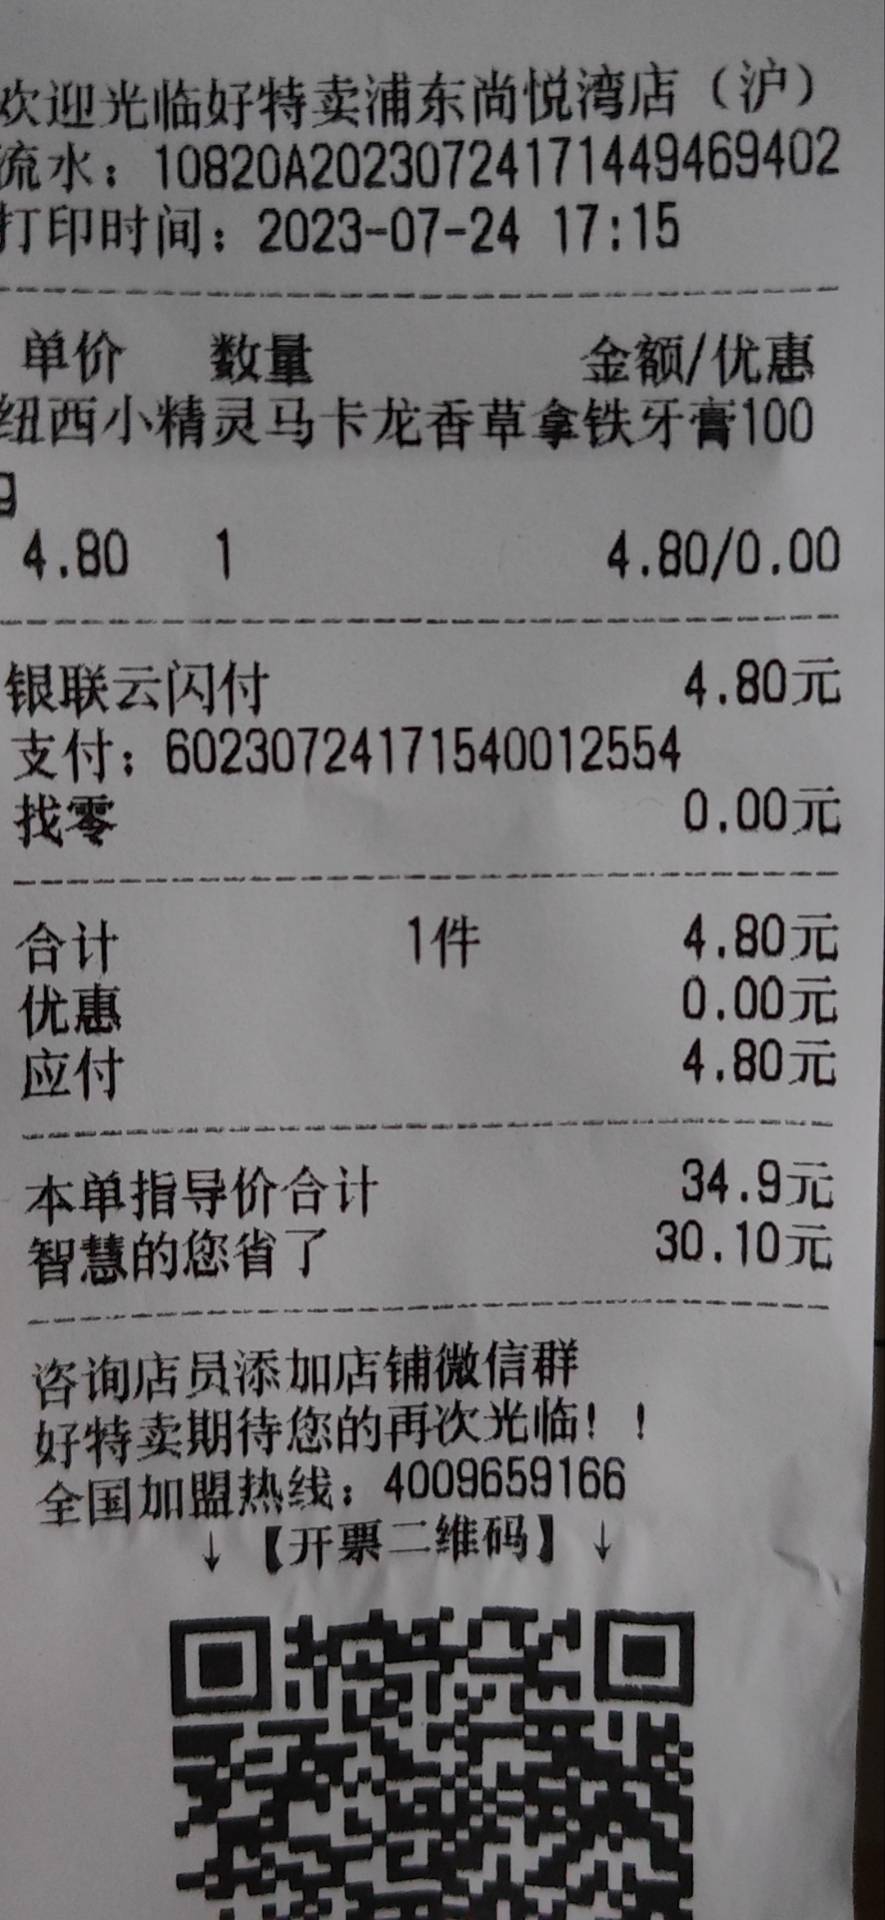 欢迎光临好特卖浦东尚悦湾店（沪）
流水：10820A20230724171449469402
打印时间：2023-07-24 17:15
单价 数量 金额/优惠
纽西小精灵马卡龙香草拿铁牙膏100
g
4.80 1 4.80/0.00
银联云闪付 4.80元
支付：60230724171540012554
找零 0.00元
合计 1件 4.80元
优惠 0.00元
应付 4.80元
本单指导价合计 34.9元
智慧的您省了 30.10元
咨询店员添加店铺微信群
好特卖期待您的再次光临！！
全国加盟热线：4009659166
↓【开票二维码】↓